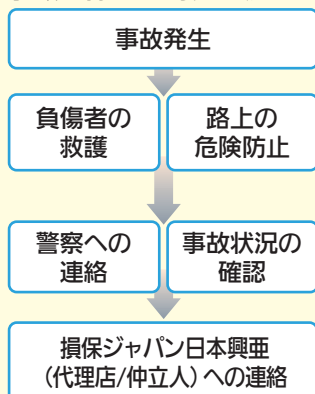 事故発生
負傷者の
救護
路上の
危険防止
警察への
連絡
事故状況の
確認
損保ジャパン日本興亜
(代理店/仲立人)への連絡